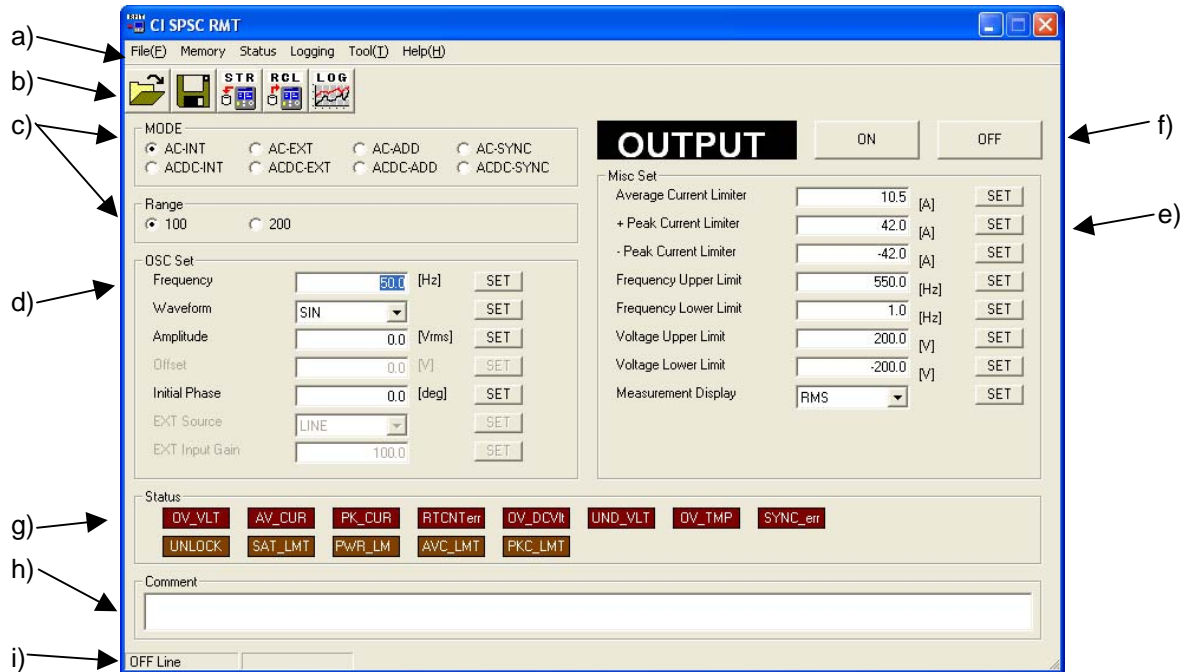 CI SPSC RMT
a)
File(F) Memory Status Logging Tool(T) Help(H)
b)
STR RCL LOG
c)
MODE
AC-INT AC-EXT AC-ADD AC-SYNC
ACDC-INT ACDC-EXT ACDC-ADD ACDC-SYNC
Range
100 200
d)
OSC Set
Frequency 50.0 [Hz] SET
Waveform SIN SET
Amplitude 0.0 [Vrms] SET
Offset 0.0 [V] SET
Initial Phase 0.0 [deg] SET
EXT Source LINE SET
EXT Input Gain 100.0 SET
OUTPUT ON OFF
f)
Misc Set
Average Current Limiter 10.5 [A] SET
+ Peak Current Limiter 42.0 [A] SET
e)
- Peak Current Limiter -42.0 [A] SET
Frequency Upper Limit 550.0 [Hz] SET
Frequency Lower Limit 1.0 [Hz] SET
Voltage Upper Limit 200.0 [V] SET
Voltage Lower Limit -200.0 [V] SET
Measurement Display RMS SET
g)
Status
OV_VLT AV_CUR PK_CUR RTCNTerr OV_DCVlt UND_VLT OV_TMP SYNC_err
UNLOCK SAT_LMT PWR_LM AVC_LMT PKC_LMT
h)
Comment
i)
OFF Line